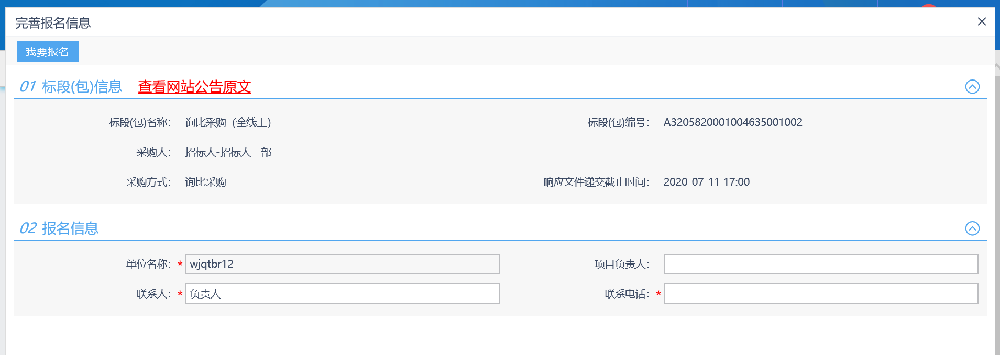 完善报名信息
我要报名
01 标段(包)信息 查看网站公告原文
标段(包)名称： 询比采购（全线上） 标段(包)编号： A3205820001004635001002
采购人： 招标人-招标人一部
采购方式： 询比采购 响应文件递交截止时间： 2020-07-11 17:00
02 报名信息
单位名称：* wjqtbr12 项目负责人：
联系人：* 负责人 联系电话：*